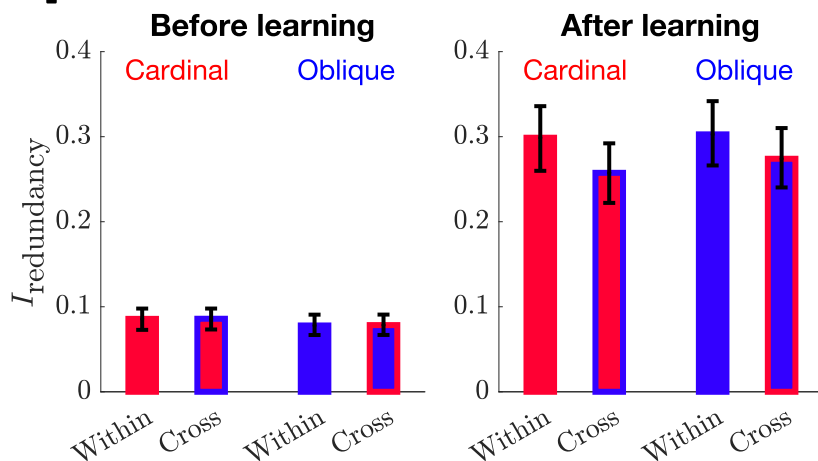 Before learning
After learning
0.4
Cardinal
Oblique
0.3
0.2
0.1
0
I redundancy
Within
Cross
Within
Cross
0.4
Cardinal
Oblique
0.3
0.2
0.1
0
Within
Cross
Within
Cross